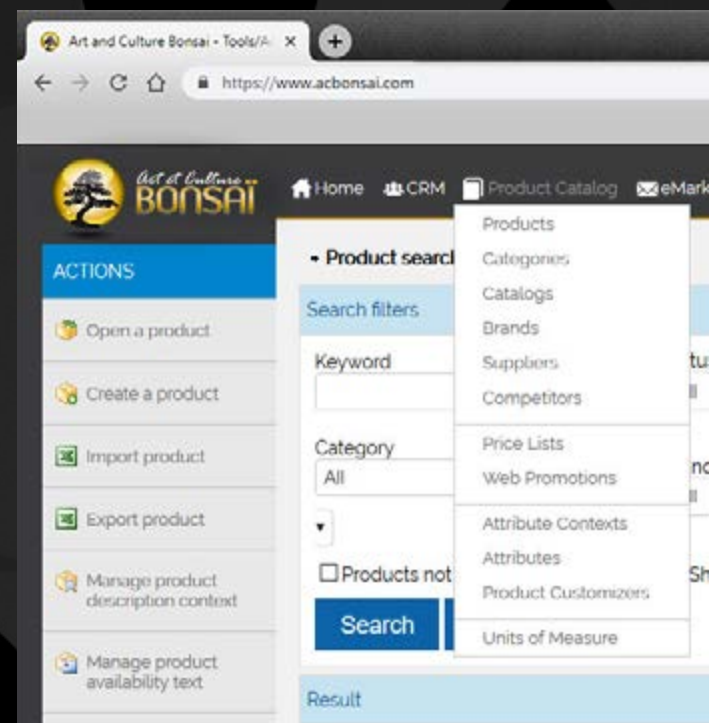 Art and Culture Bonsai - Tools/A
https://www.acbonsai.com
Art et Culture
BONSAÏ
Home
CRM
Product Catalog
eMark
Products
Categories
Catalogs
Brands
Suppliers
Competitors
Price Lists
Web Promotions
Attribute Contexts
Attributes
Product Customizers
Units of Measure
ACTIONS
Open a product
Create a product
Import product
Export product
Manage product
description context
Manage product
availability text
- Product searc
Search filters
Keyword
Category
All
Products not
Sh
Search
Result